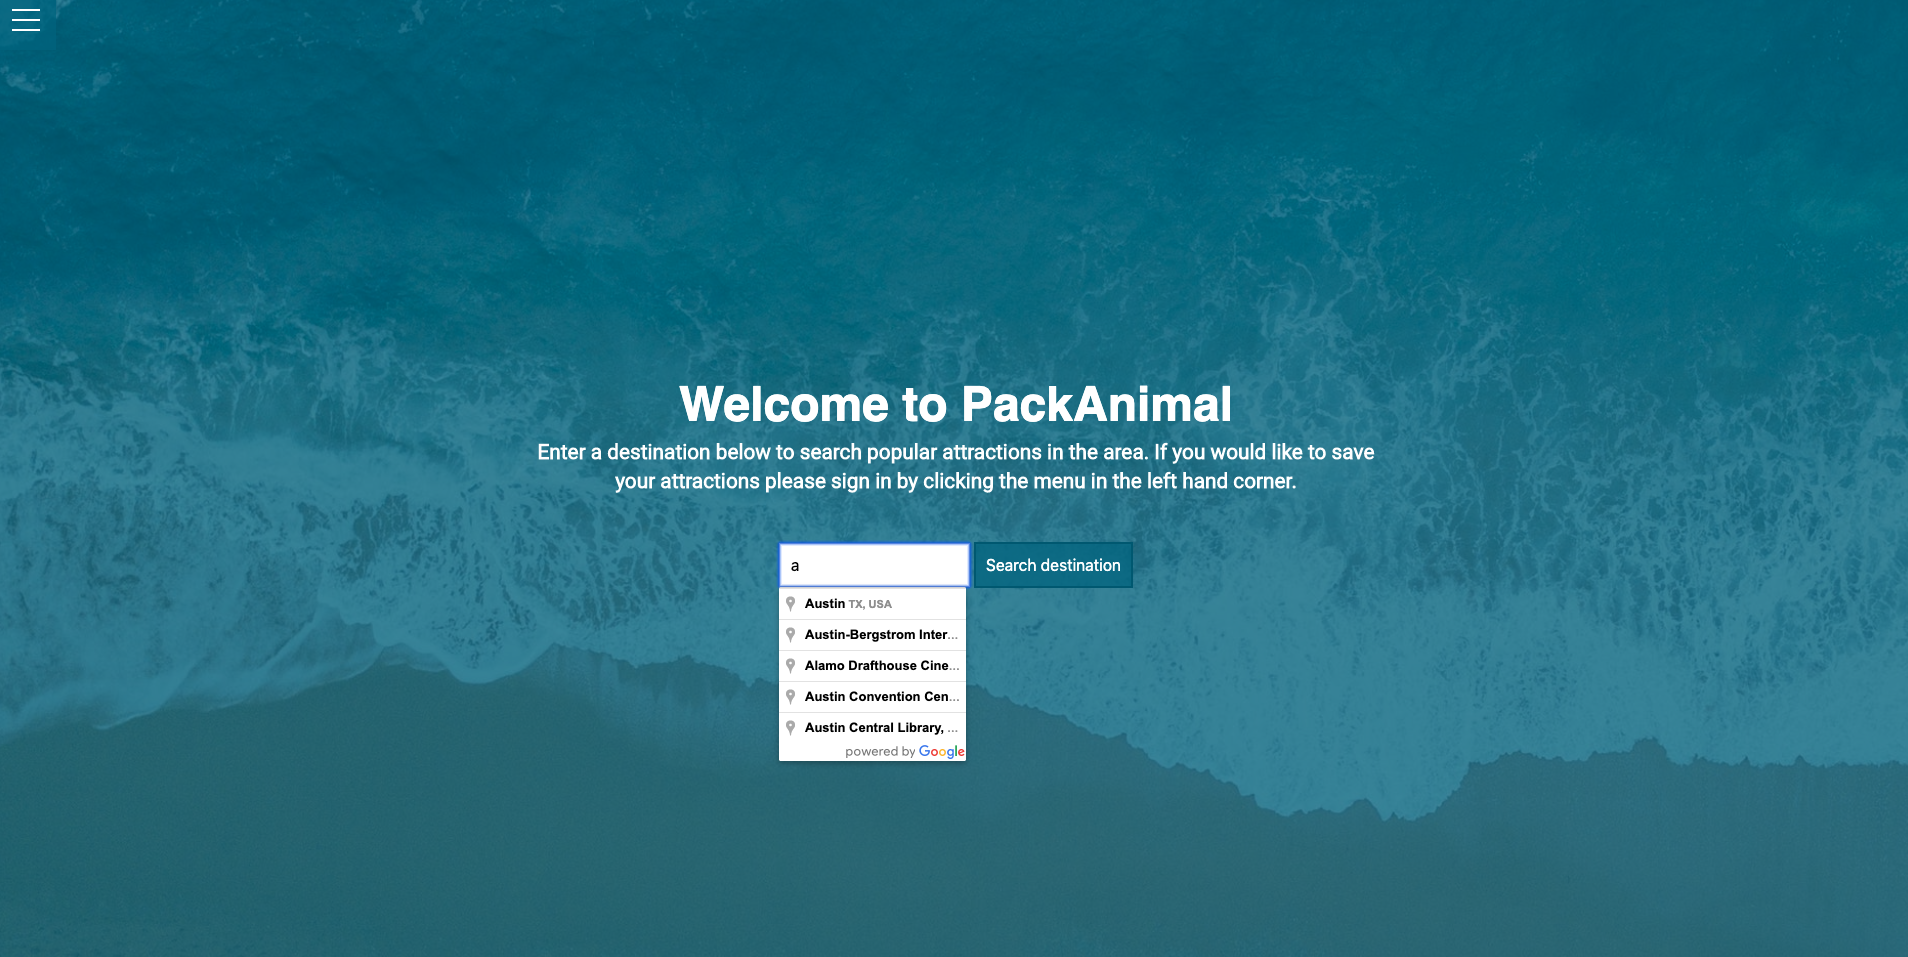 Welcome to PackAnimal
Enter a destination below to search popular attractions in the area. If you would like to save
your attractions please sign in by clicking the menu in the left hand corner.
a
Search destination
Austin TX, USA
Austin-Bergstrom Inter...
Alamo Drafthouse Cine...
Austin Convention Cen...
Austin Central Library, ...
powered by Google